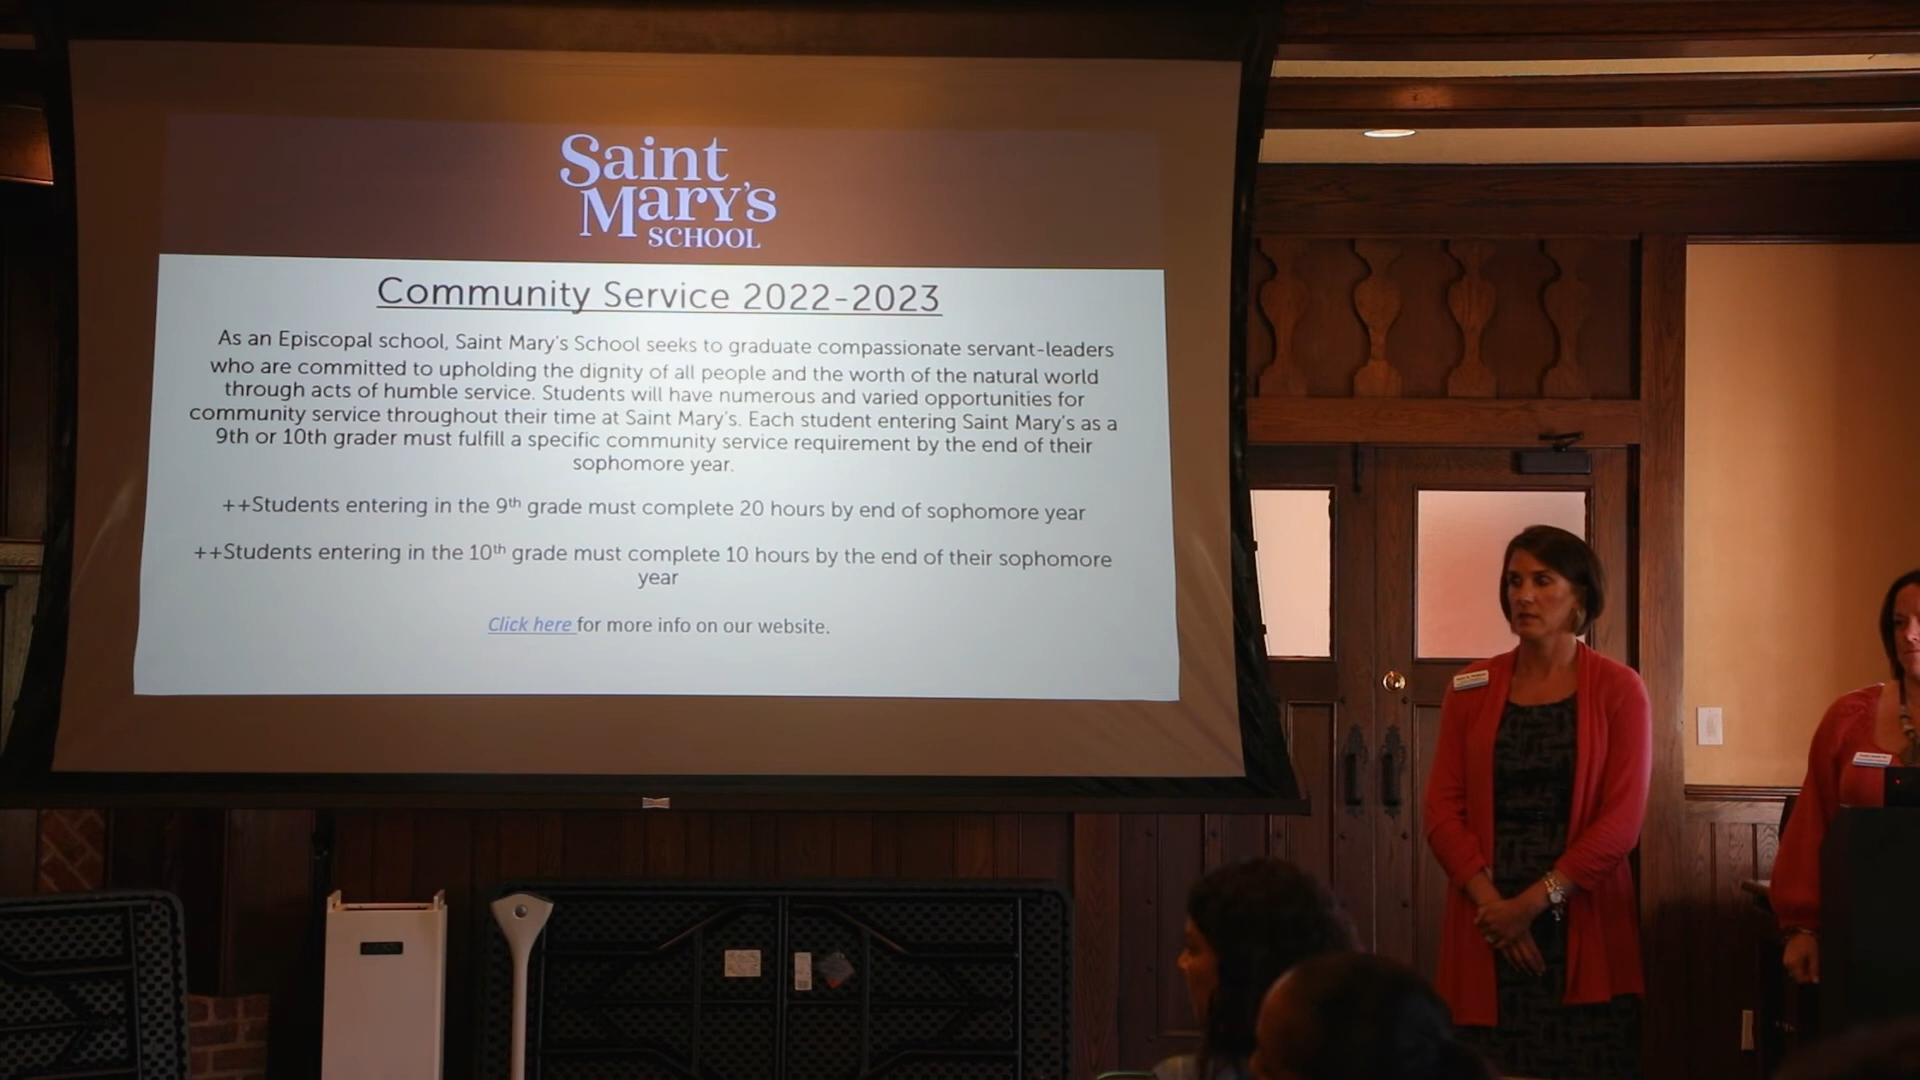 Saint
Mary's
SCHOOL
Community Service 2022-2023
As an Episcopal school, Saint Mary's School seeks to graduate compassionate servant-leaders
who are committed to upholding the dignity of all people and the worth of the natural world
through acts of humble service. Students will have numerous and varied opportunities for
community service throughout their time at Saint Mary's. Each student entering Saint Mary's as a
9th or 10th grader must fulfill a specific community service requirement by the end of their
sophomore year.
++Students entering in the 9th grade must complete 20 hours by end of sophomore year
++Students entering in the 10th grade must complete 10 hours by the end of their sophomore
year
Click here for more info on our website.